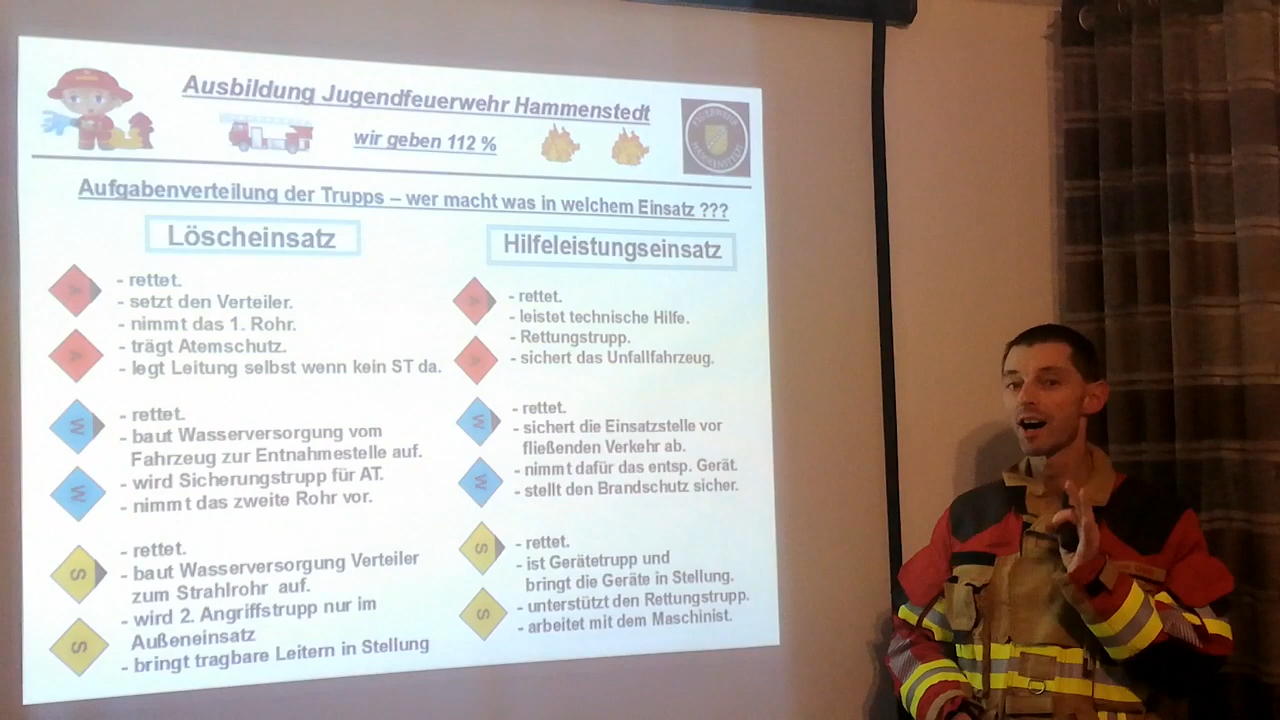 Ausbildung Jugendfeuerwehr Hammenstedt
wir geben 112 %
FEUERWEHR
HAMMENSTEDT
Aufgabenverteilung der Trupps – wer macht was in welchem Einsatz ???
Löscheinsatz
A
A
- rettet.
- setzt den Verteiler.
- nimmt das 1. Rohr.
- trägt Atemschutz.
- legt Leitung selbst wenn kein ST da.
W
W
- rettet.
- baut Wasserversorgung vom
Fahrzeug zur Entnahmestelle auf.
- wird Sicherungstrupp für AT.
- nimmt das zweite Rohr vor.
S
S
- rettet.
- baut Wasserversorgung Verteiler
zum Strahlrohr auf.
- wird 2. Angriffstrupp nur im
Außeneinsatz
- bringt tragbare Leitern in Stellung
Hilfeleistungseinsatz
A
A
- rettet.
- leistet technische Hilfe.
- Rettungstrupp.
- sichert das Unfallfahrzeug.
W
W
- rettet.
- sichert die Einsatzstelle vor
fließenden Verkehr ab.
- nimmt dafür das entsp. Gerät.
- stellt den Brandschutz sicher.
S
S
- rettet.
- ist Gerätetrupp und
bringt die Geräte in Stellung.
- unterstützt den Rettungstrupp.
- arbeitet mit dem Maschinist.